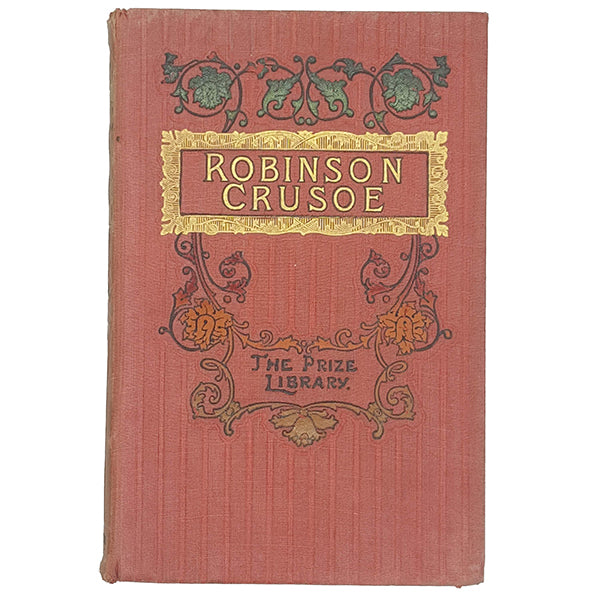 ROBINSON
CRUSOE
THE PRIZE
LIBRARY.